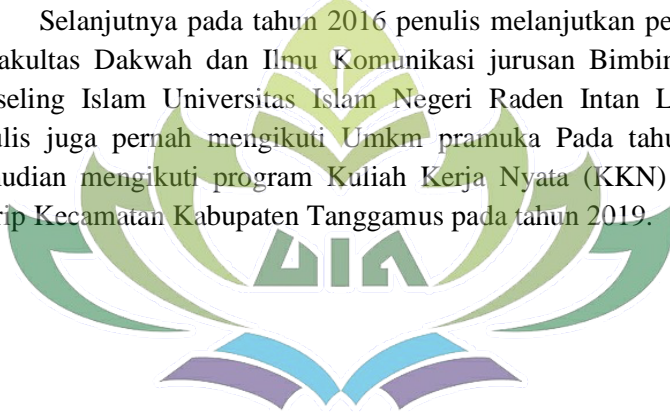 Selanjutnya pada tahun 2016 penulis melanjutkan pe
akultas Dakwah dan Ilmu Komunikasi jurusan Bimbin
seling Islam Universitas Islam Negeri Raden Intan L
ulis juga pernah mengikuti Umkm pramuka Pada tahu
nudian mengikuti program Kuliah Kerja Nyata (KKN)
rip Kecamatan Kabupaten Tanggamus pada tahun 2019.
UIN